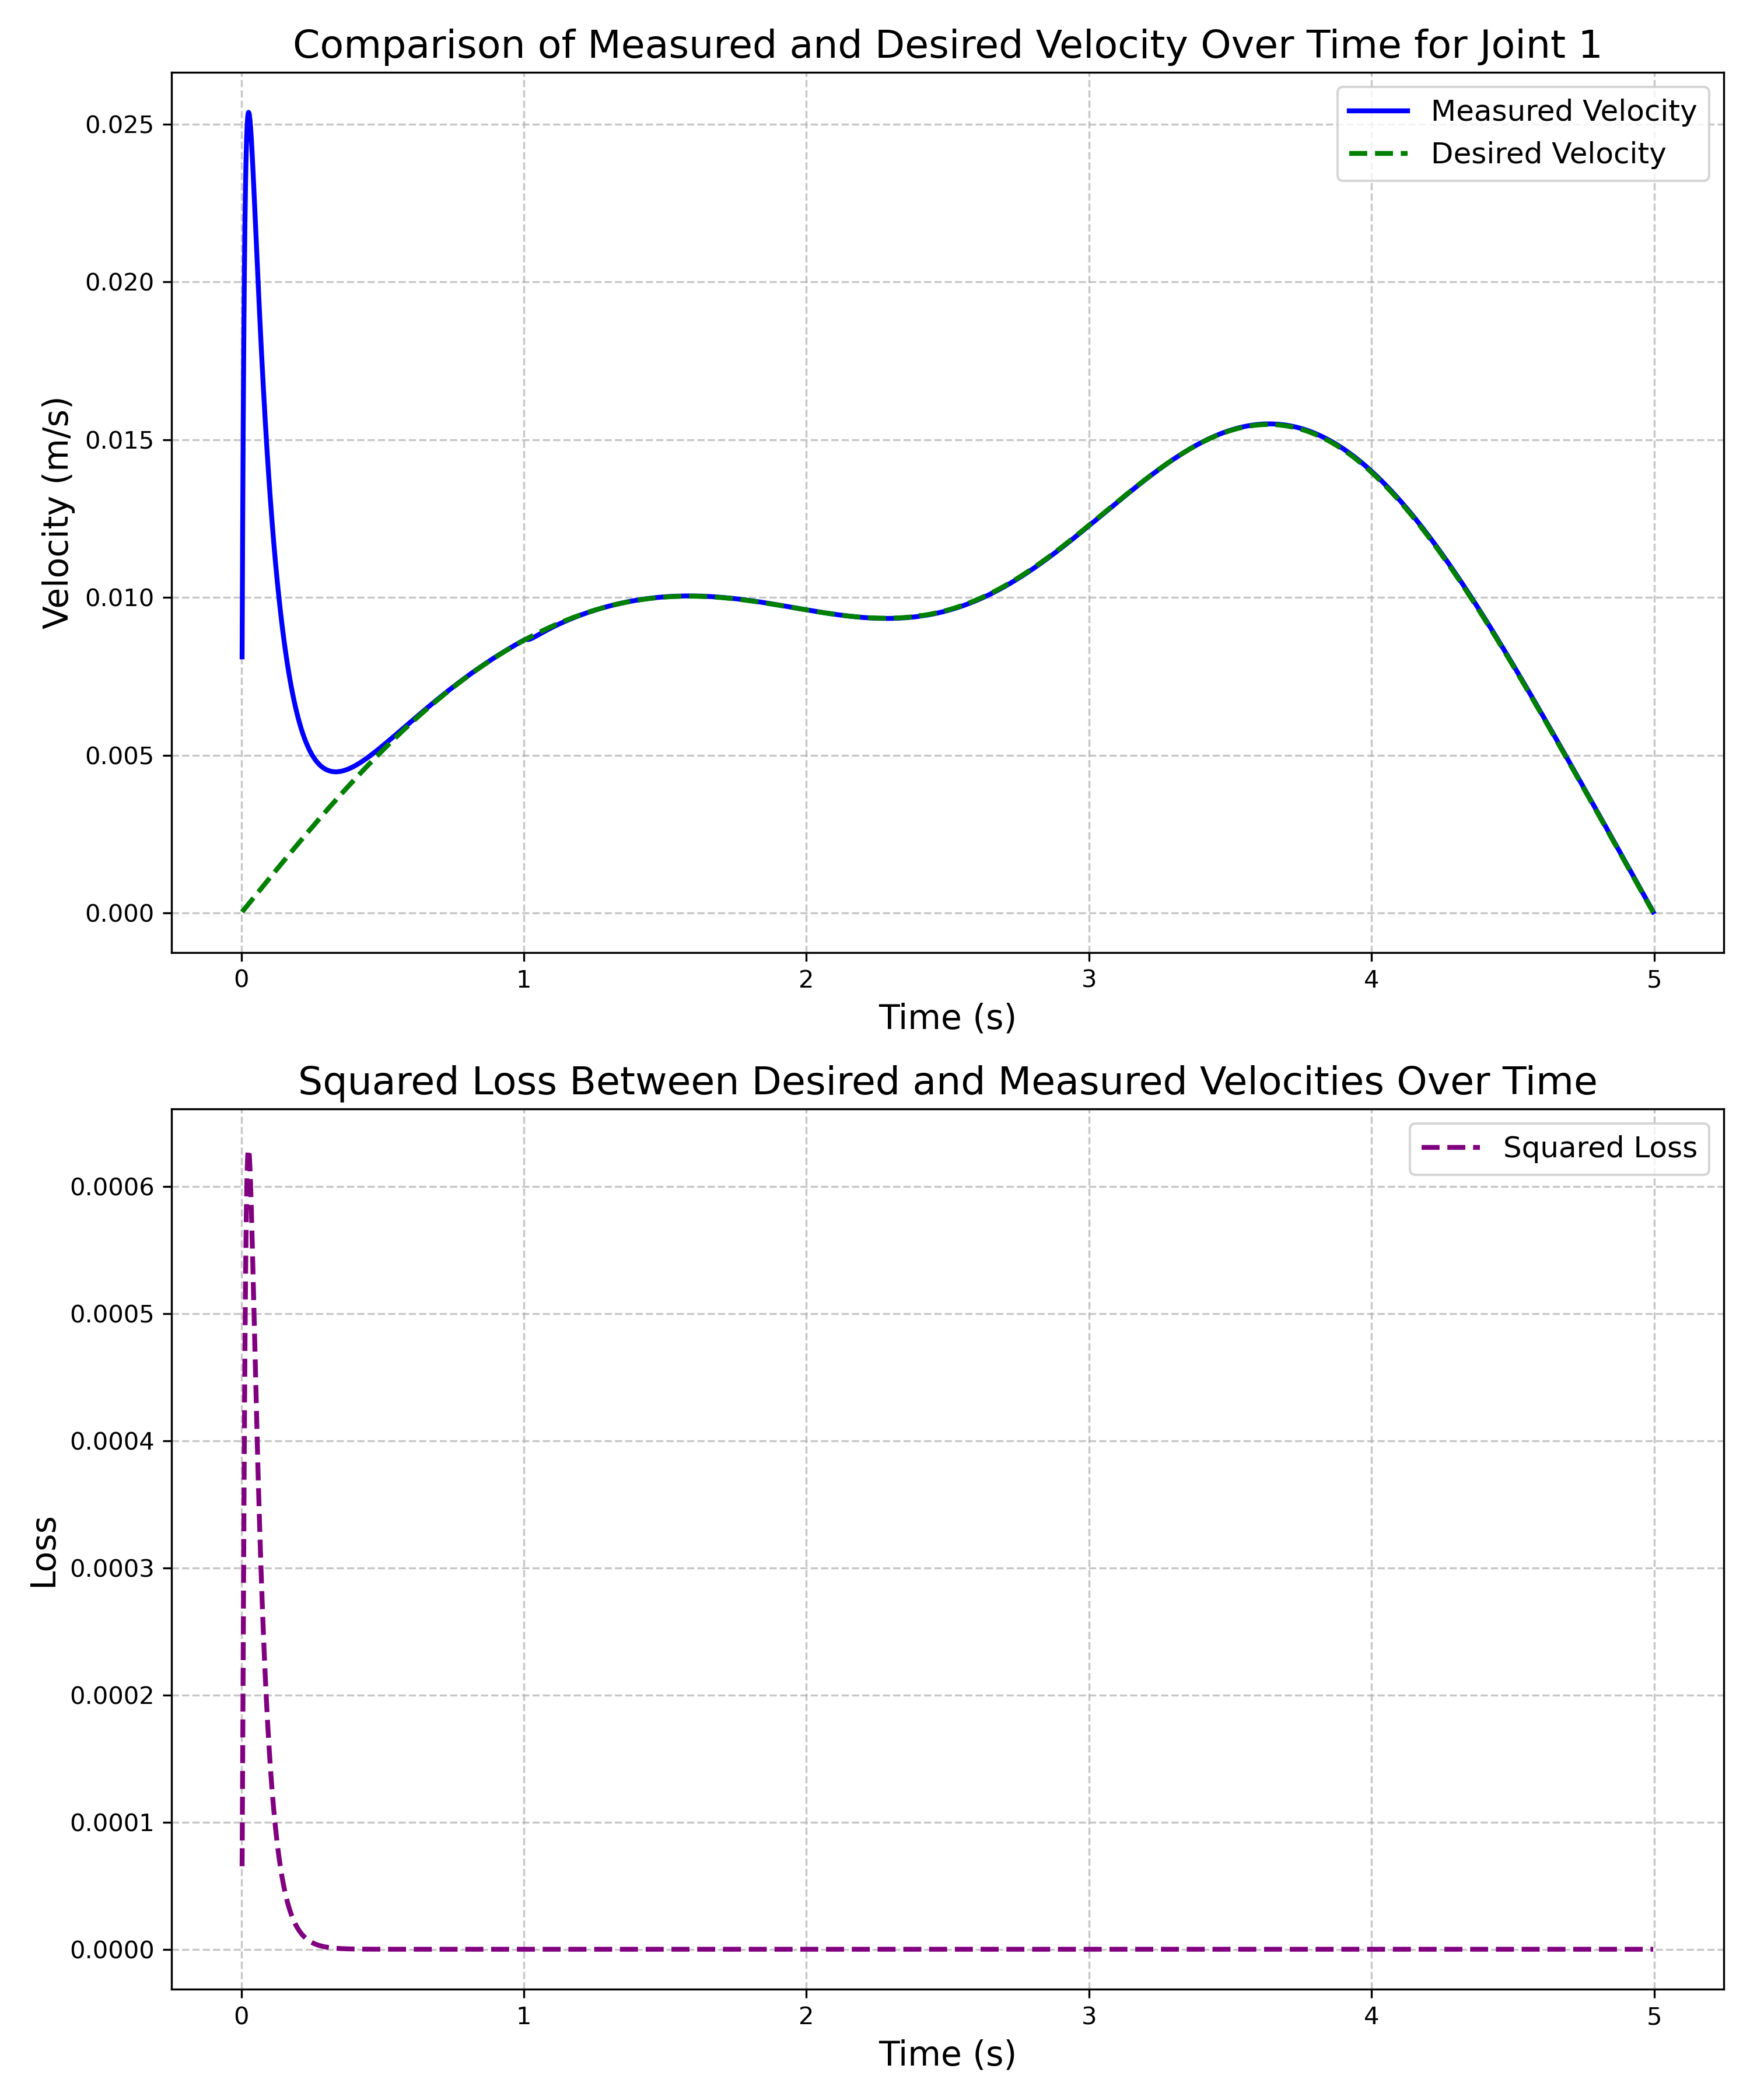 Comparison of Measured and Desired Velocity Over Time for Joint 1
Measured Velocity
Desired Velocity
0.025
0.020
0.015
0.010
0.005
0.000
Velocity (m/s)
0 1 2 3 4 5
Time (s)
Squared Loss Between Desired and Measured Velocities Over Time
Squared Loss
0.0006
0.0005
0.0004
0.0003
0.0002
0.0001
0.0000
Loss
0 1 2 3 4 5
Time (s)